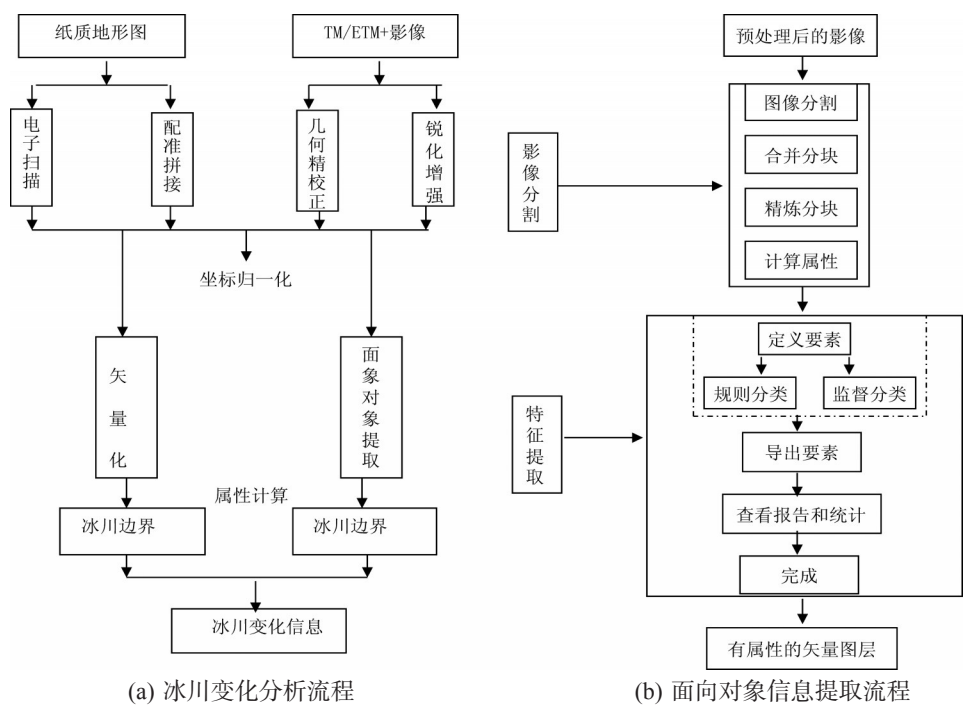 纸质地形图
TM/ETM+影像
电子扫描
配准拼接
几何精校正
锐化增强
坐标归一化
矢量化
面象对象提取
属性计算
冰川边界
冰川边界
冰川变化信息
(a) 冰川变化分析流程
预处理后的影像
影像分割
图像分割
合并分块
精炼分块
计算属性
特征提取
定义要素
规则分类
监督分类
导出要素
查看报告和统计
完成
有属性的矢量图层
(b) 面向对象信息提取流程